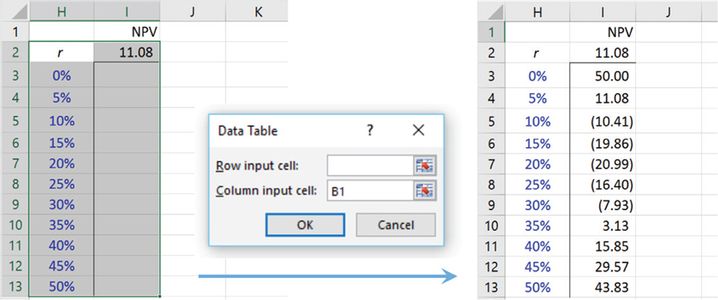 H I J K
1 NPV
2 r 11.08
3 0%
4 5%
5 10%
6 15%
7 20%
8 25%
9 30%
10 35%
11 40%
12 45%
13 50%
Data Table ? ×
Row input cell:
Column input cell: B1
OK Cancel
H I J
1 NPV
2 r 11.08
3 0% 50.00
4 5% 11.08
5 10% (10.41)
6 15% (19.86)
7 20% (20.99)
8 25% (16.40)
9 30% (7.93)
10 35% 3.13
11 40% 15.85
12 45% 29.57
13 50% 43.83